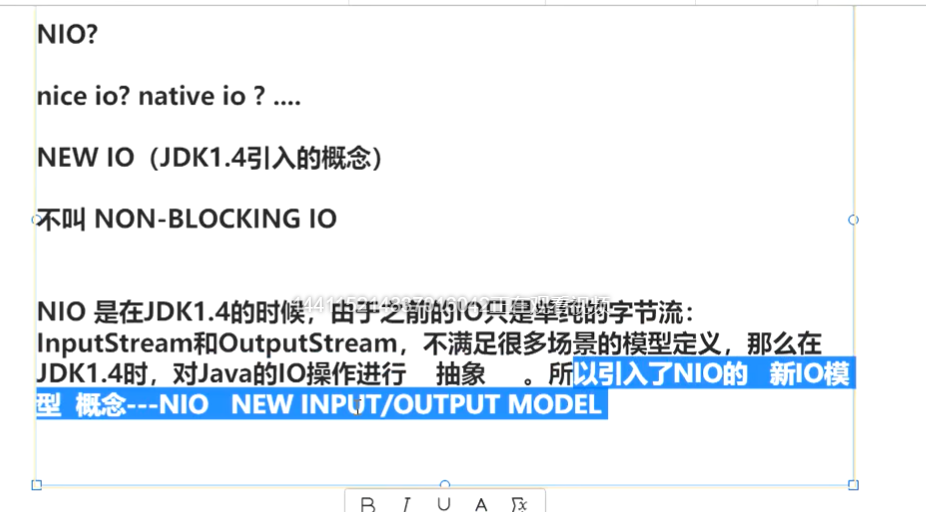 NIO?
nice io? native io ? ....
NEW IO（JDK1.4引入的概念）
不叫 NON-BLOCKING IO
NIO 是在JDK1.4的时候，由于之前的IO只是单纯的字节流：
InputStream和OutputStream，不满足很多场景的模型定义，那么在
JDK1.4时，对Java的IO操作进行 抽象 。所以引入了NIO的 新IO模
型 概念---NIO NEW INPUT/OUTPUT MODEL
B I U A